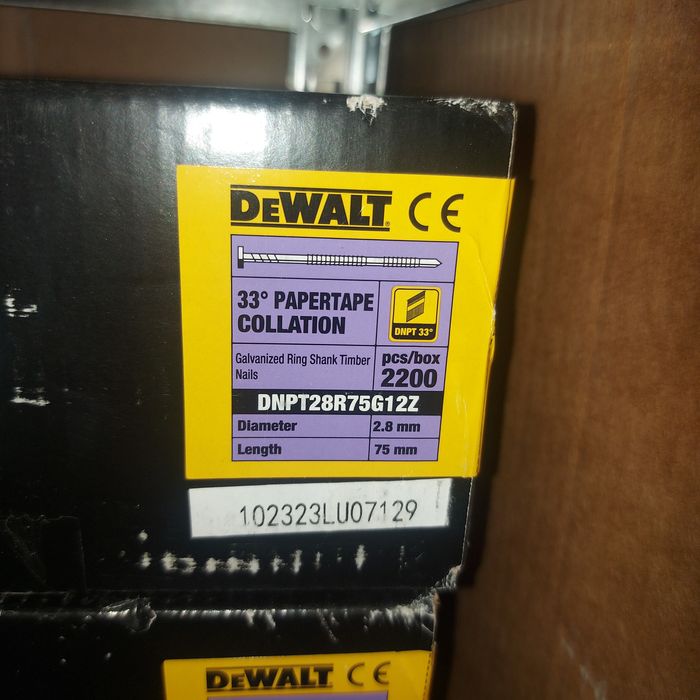 DEWALT® CE
33° PAPERTAPE
COLLATION
DNPT 33°
Galvanized Ring Shank Timber
Nails
pcs/box
2200
DNPT28R75G12Z
Diameter 2.8 mm
Length 75 mm
102323LU07129
DEWALT CE